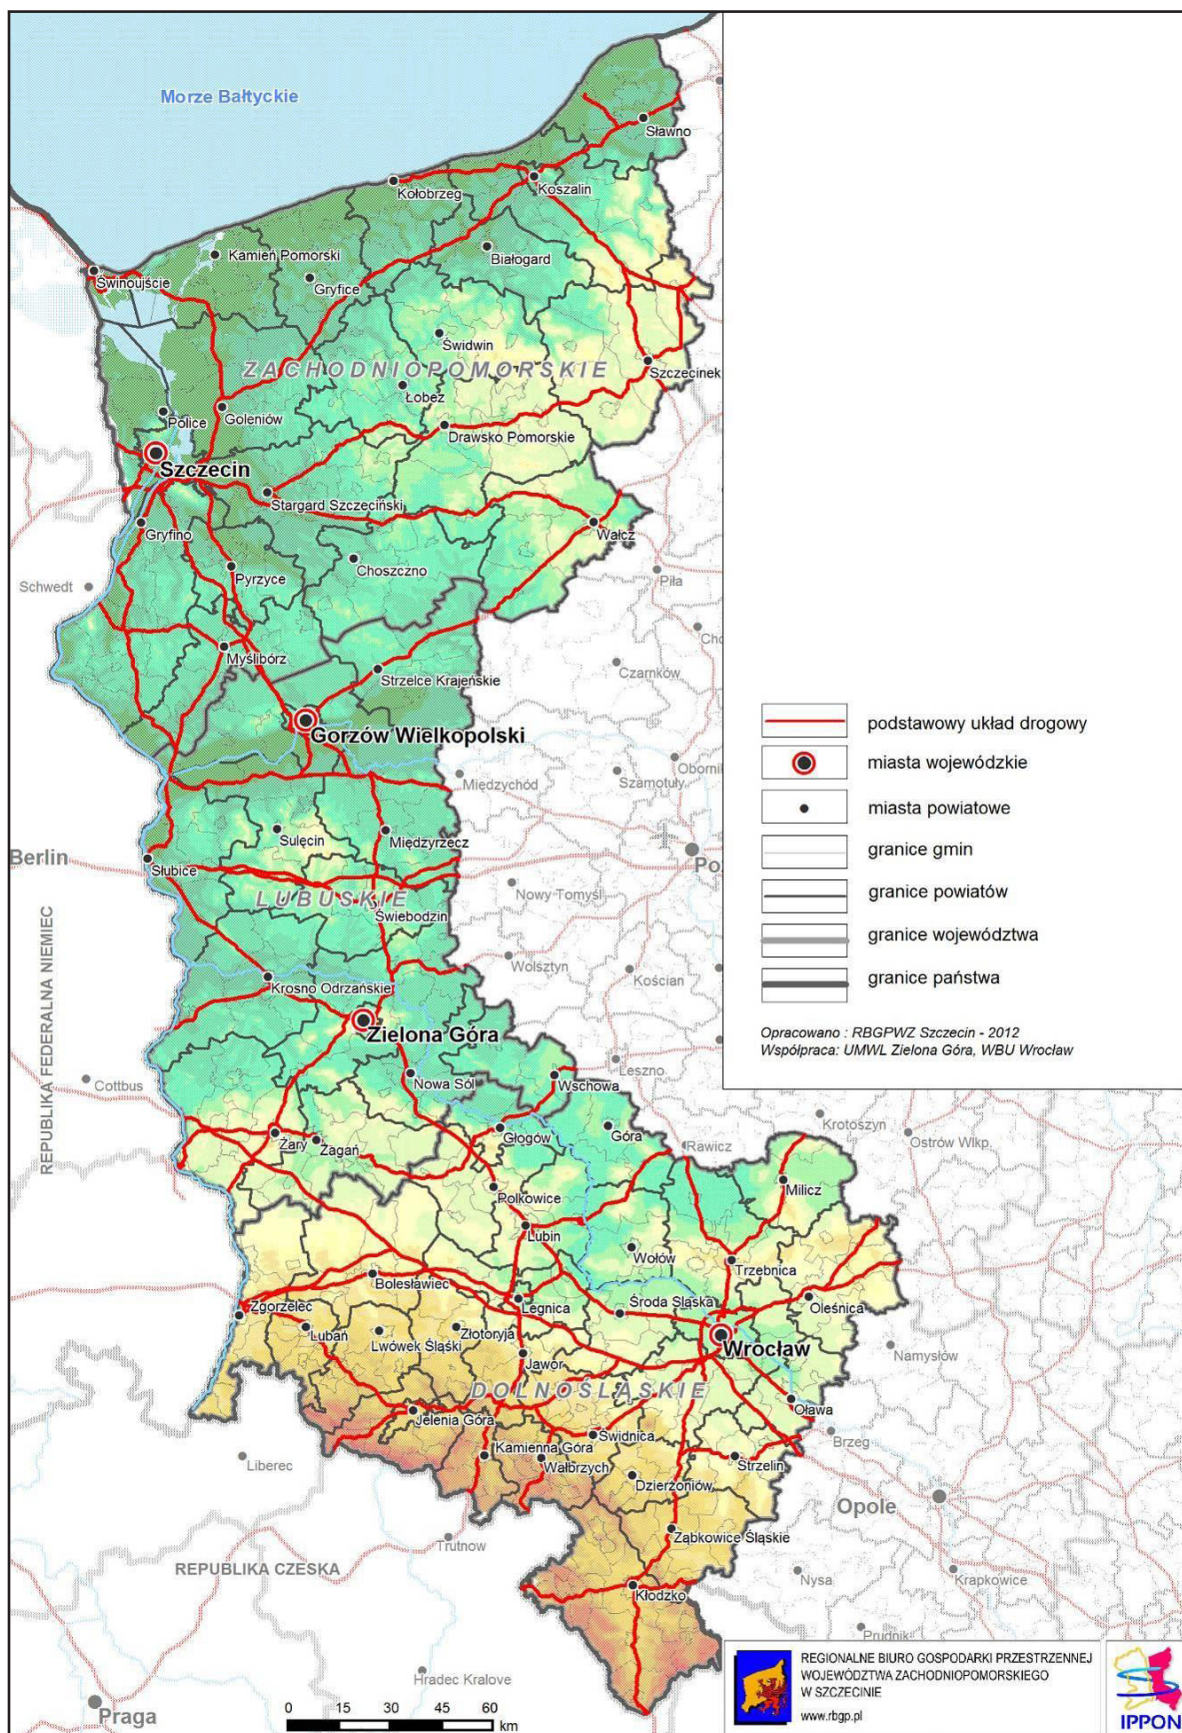 Morze Bałtyckie
Sławno
Kołobrzeg
Koszalin
Kamień Pomorski
Białogard
Świnoujście
Gryfice
Świdwin
ZACHODNIOPOMORSKIE
Szczecinek
Łobez
Police
Goleniów
Drawsko Pomorskie
Szczecin
Stargard Szczeciński
Gryfino
Wałcz
Choszczno
Pyrzyce
Schwedt
Piła
Myślibórz
Strzelce Krajeńskie
Czarnków
Gorzów Wielkopolski
Międzychód
Szamotuły
Sulęcin
Międzyrzecz
Berlin
Słubice
Po
Nowy Tomyśl
LUBUSKIE
Świebodzin
REPUBLIKA FEDERALNA NIEMIEC
Wolsztyn
Kościan
Krosno Odrzańskie
Zielona Góra
Nowa Sól
Wschowa
Leszno
Cottbus
Krotoszyn
Żary
Żagań
Głogów
Góra
Rawicz
Ostrów Wlkp.
Milicz
Polkowice
Lubin
Wołów
Trzebnica
Bolesławiec
Legnica
Środa Śląska
Oleśnica
Zgorzelec
Lubań
Lwówek Śląski
Złotoryja
Jawor
Wrocław
Namysłów
DOLNOŚLĄSKIE
Oława
Jelenia Góra
Świdnica
Brzeg
Kamienna Góra
Wałbrzych
Strzelin
Liberec
Dzierżoniów
Opole
Trutnow
Ząbkowice Śląskie
REPUBLIKA CZESKA
Nysa
Krapkowice
Kłodzko
Prudnik
Hradec Kralove
Praga
0 15 30 45 60
km
podstawowy układ drogowy
miasta wojewódzkie
miasta powiatowe
granice gmin
granice powiatów
granice województwa
granice państwa
Opracowano : RBGPWZ Szczecin - 2012
Współpraca: UMWL Zielona Góra, WBU Wrocław
REGIONALNE BIURO GOSPODARKI PRZESTRZENNEJ
WOJEWÓDZTWA ZACHODNIOPOMORSKIEGO
W SZCZECINIE
www.rbgp.pl
IPPON